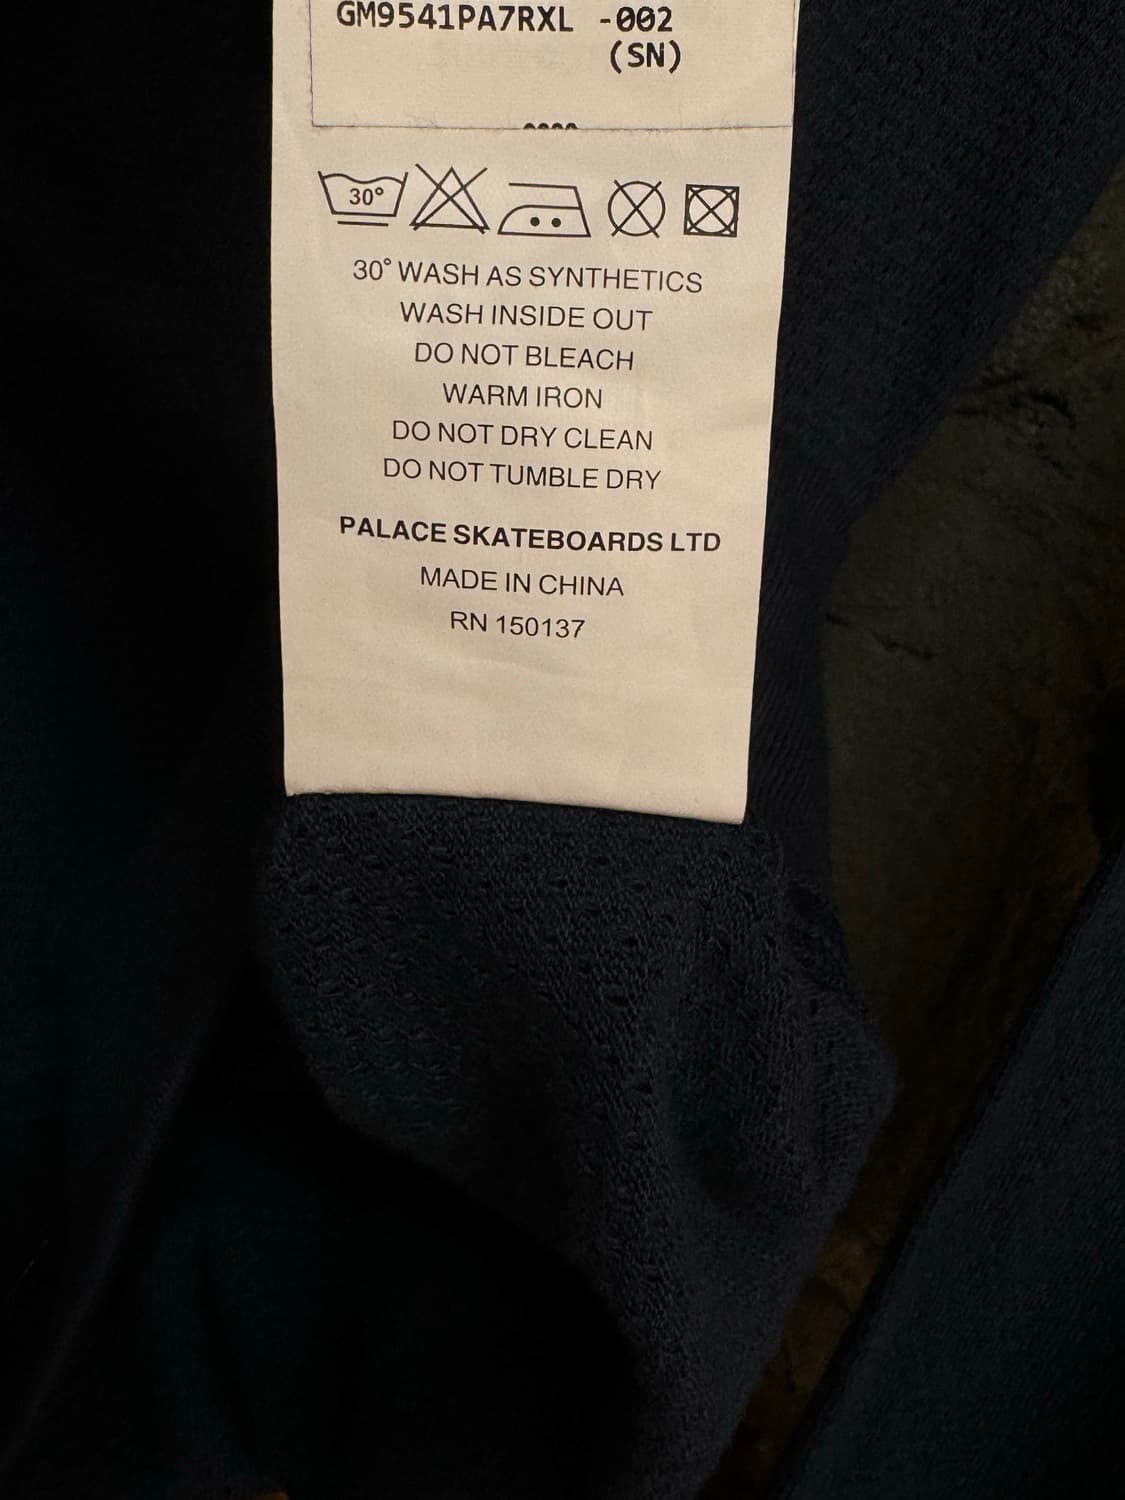 GM9541PA7RXL -002
(SN)
30°
30° WASH AS SYNTHETICS
WASH INSIDE OUT
DO NOT BLEACH
WARM IRON
DO NOT DRY CLEAN
DO NOT TUMBLE DRY
PALACE SKATEBOARDS LTD
MADE IN CHINA
RN 150137